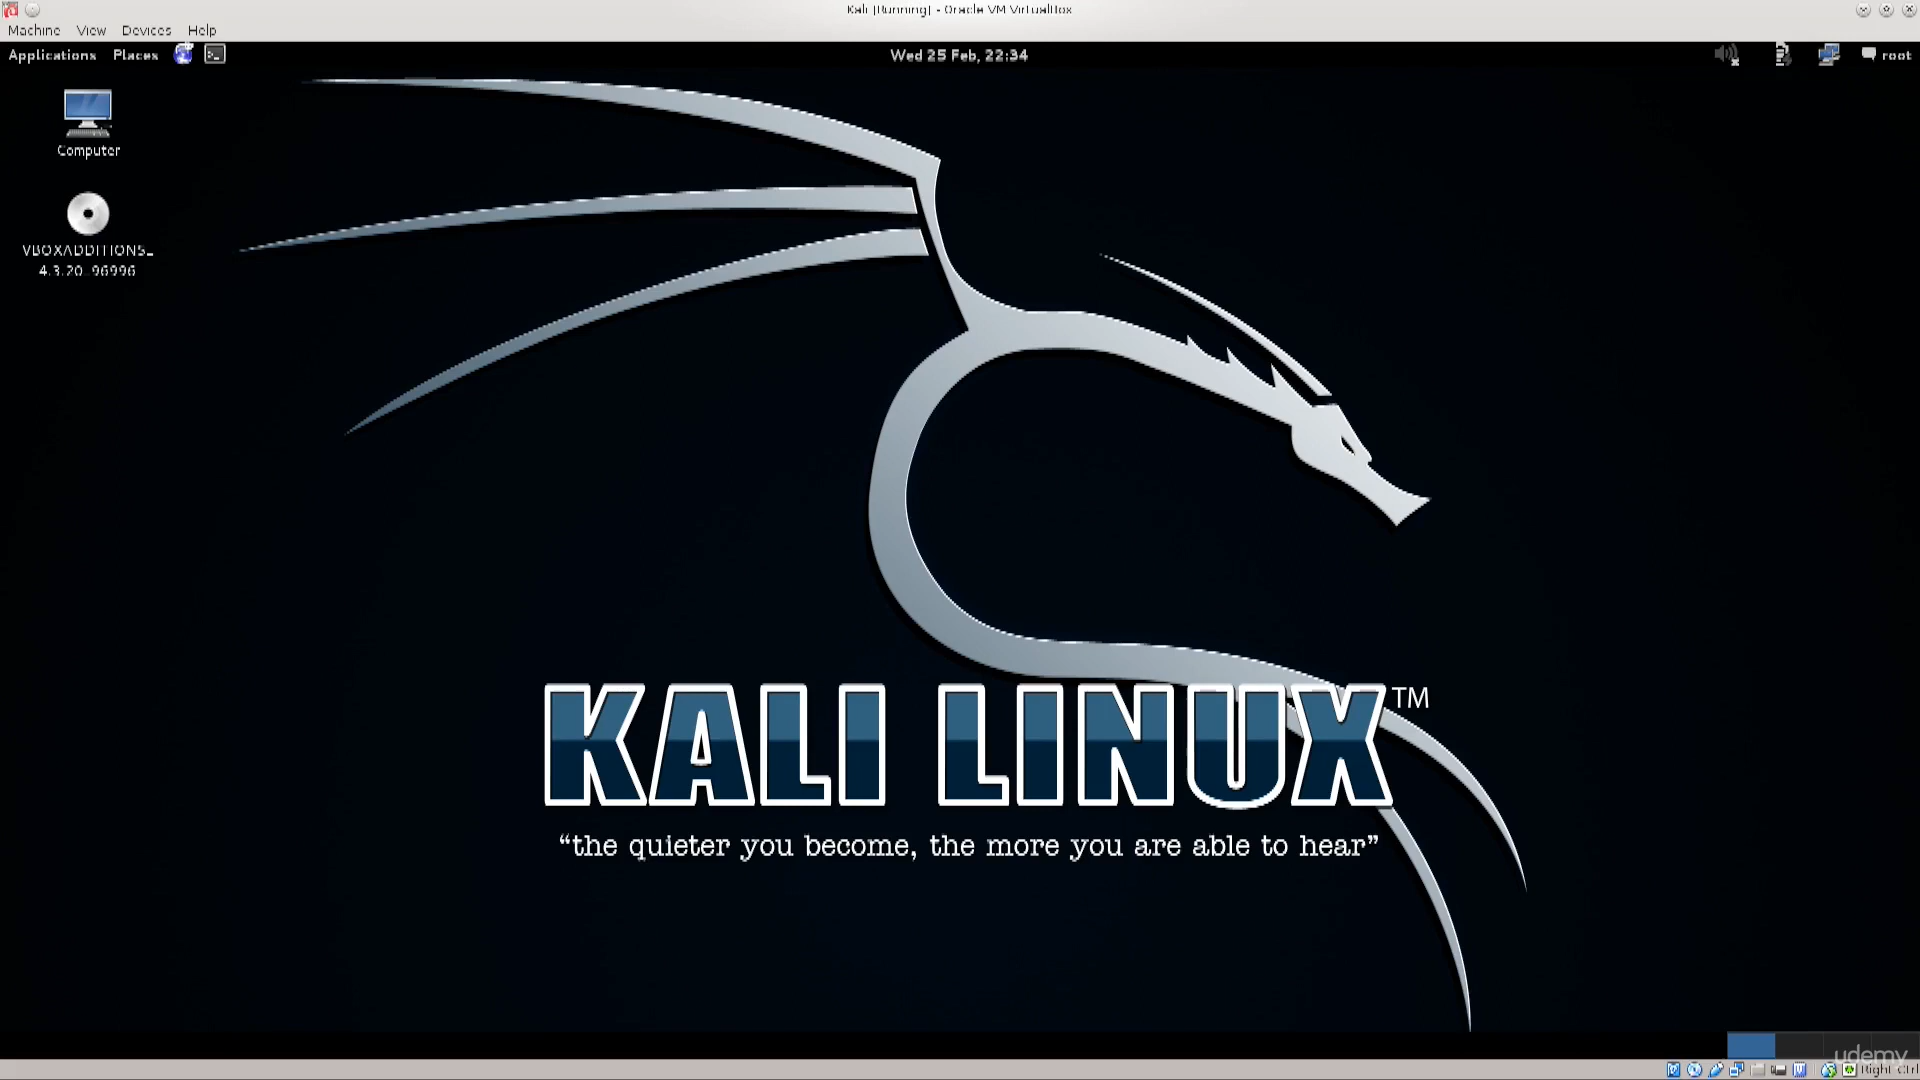 Kali [Running] - Oracle VM VirtualBox
Machine View Devices Help
Applications Places Wed 25 Feb, 22:34 root
Computer
VBOXADDITIONS_
4.3.20_96996
KALI LINUX™
“the quieter you become, the more you are able to hear”
udemy
Right Ctrl